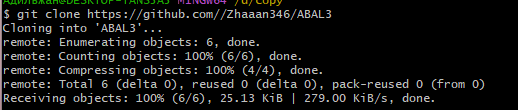 $ git clone https://github.com//Zhaaan346/ABAL3
Cloning into 'ABAL3'...
remote: Enumerating objects: 6, done.
remote: Counting objects: 100% (6/6), done.
remote: Compressing objects: 100% (4/4), done.
remote: Total 6 (delta 0), reused 0 (delta 0), pack-reused 0 (from 0)
Receiving objects: 100% (6/6), 25.13 KiB | 279.00 KiB/s, done.